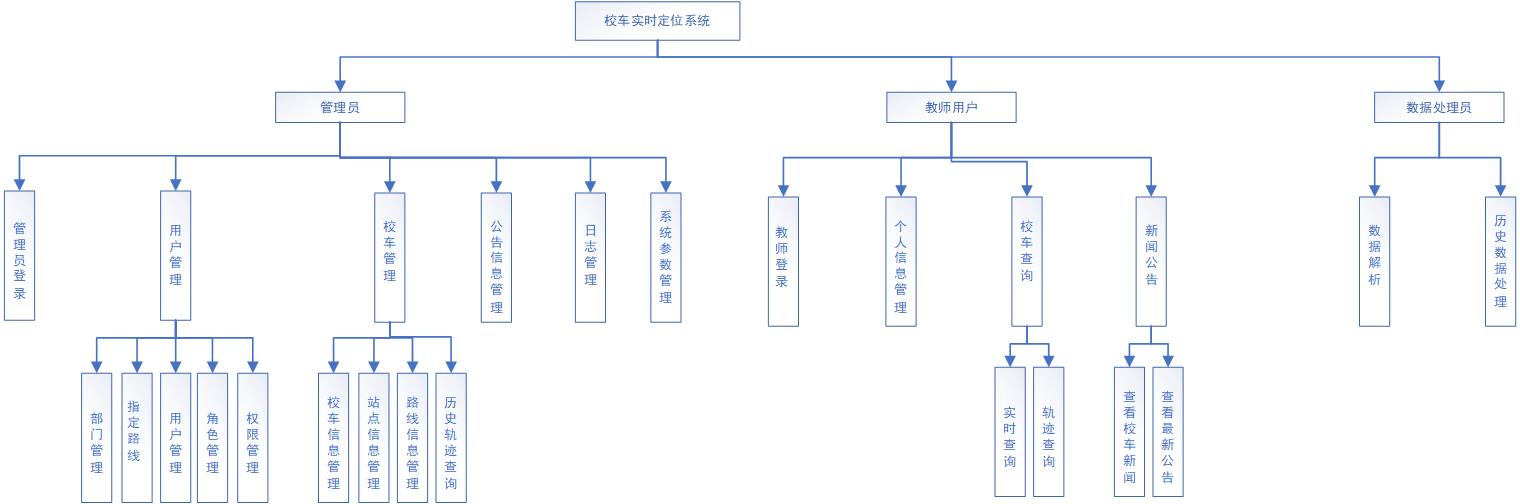 校车实时定位系统
管理员
教师用户
数据处理员
管理员登录
用户管理
校车管理
公告信息管理
日志管理
系统参数管理
教师登录
个人信息管理
校车查询
新闻公告
数据解析
历史数据处理
部门管理
指定路线
用户管理
角色管理
权限管理
校车信息管理
站点信息管理
路线信息管理
历史轨迹查询
实时查询
轨迹查询
查看校车新闻
查看最新公告